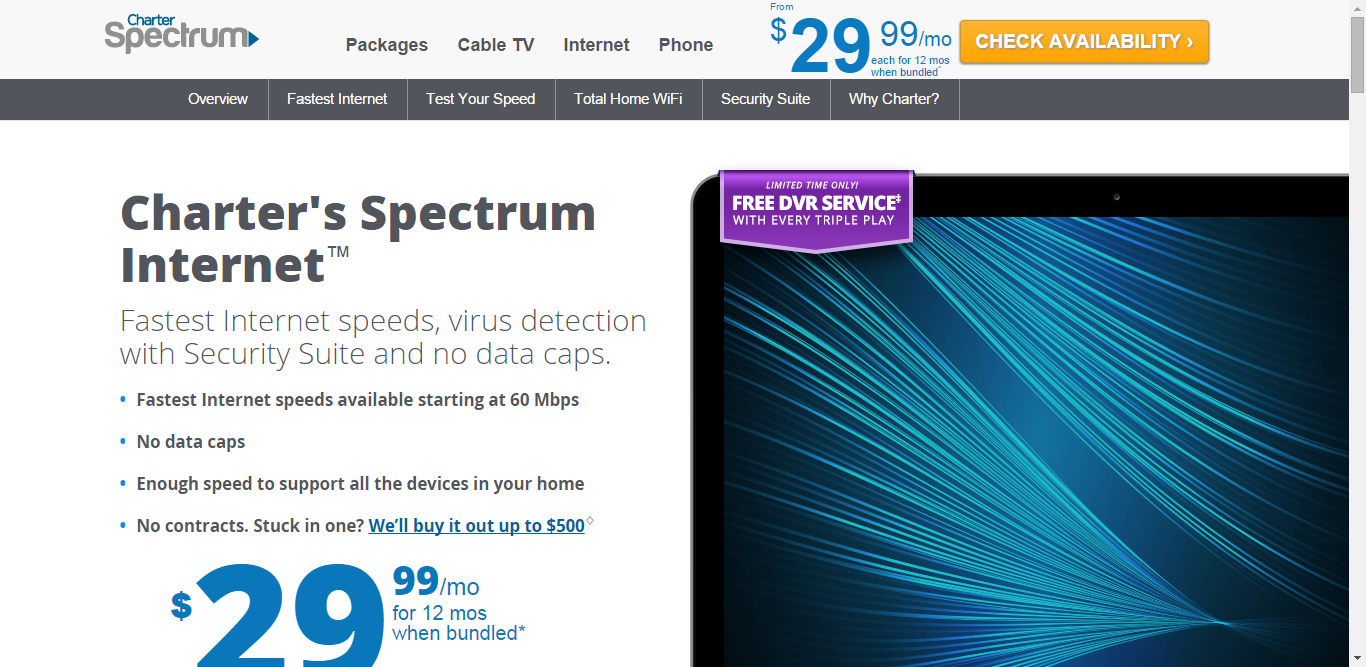 Charter
Spectrum
Packages Cable TV Internet Phone
From
$29 99/mo
each for 12 mos
when bundled*
CHECK AVAILABILITY ›
Overview Fastest Internet Test Your Speed Total Home WiFi Security Suite Why Charter?
LIMITED TIME ONLY!
FREE DVR SERVICE‡
WITH EVERY TRIPLE PLAY
Charter's Spectrum
Internet™
Fastest Internet speeds, virus detection
with Security Suite and no data caps.
• Fastest Internet speeds available starting at 60 Mbps
• No data caps
• Enough speed to support all the devices in your home
• No contracts. Stuck in one? We’ll buy it out up to $500◊
$29 99/mo
for 12 mos
when bundled*